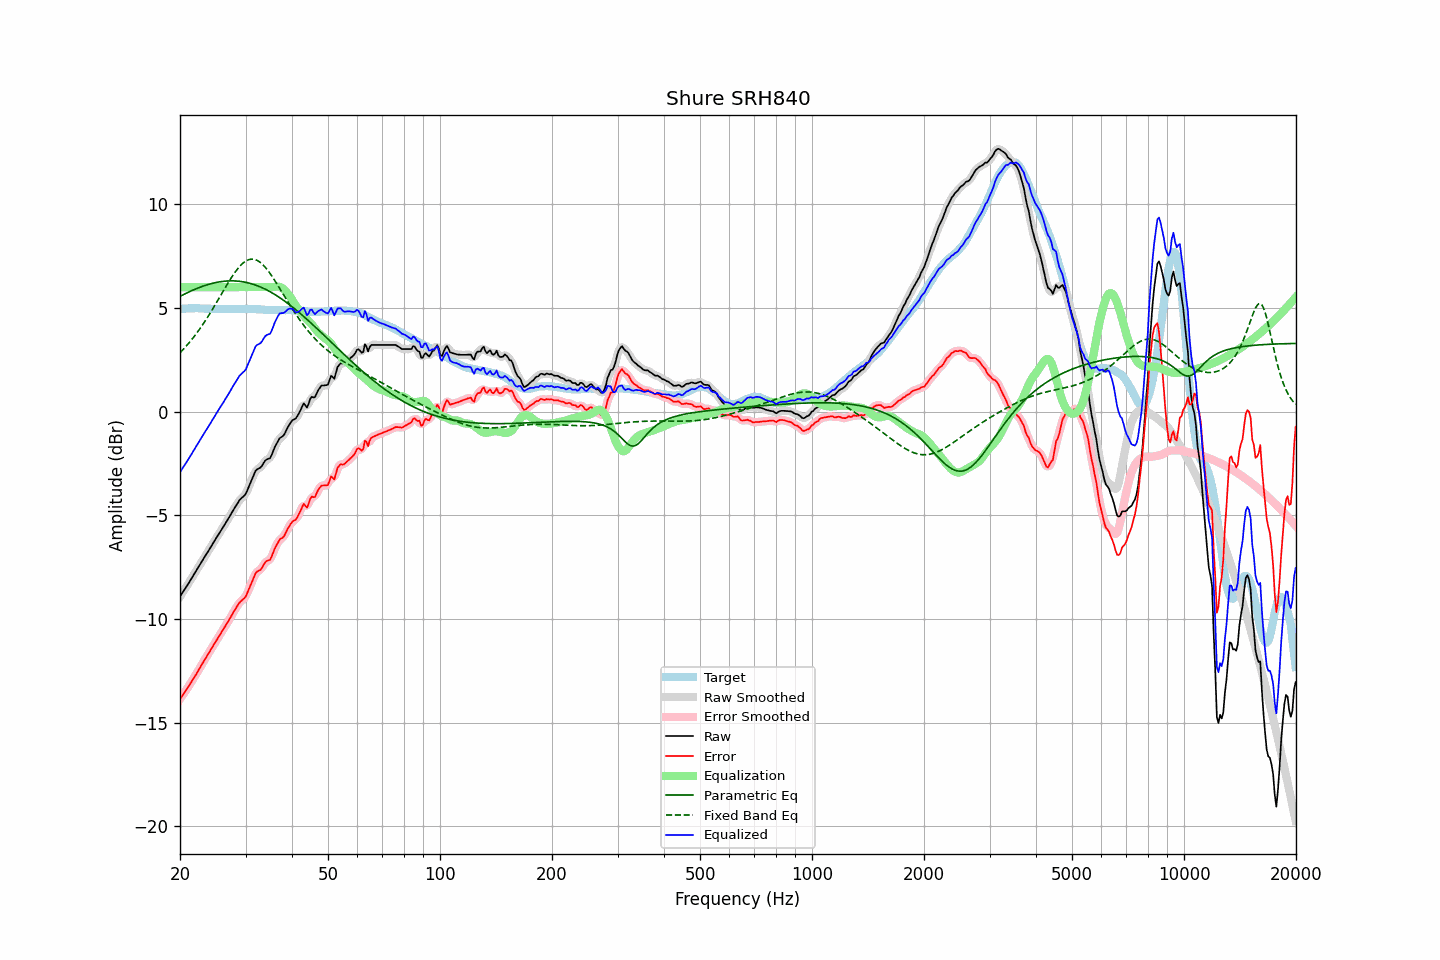 Shure SRH840
Amplitude (dBr)
10
5
0
−5
−10
−15
−20
Target
Raw Smoothed
Error Smoothed
Raw
Error
Equalization
Parametric Eq
Fixed Band Eq
Equalized
20 50 100 200 500 1000 2000 5000 10000 20000
Frequency (Hz)